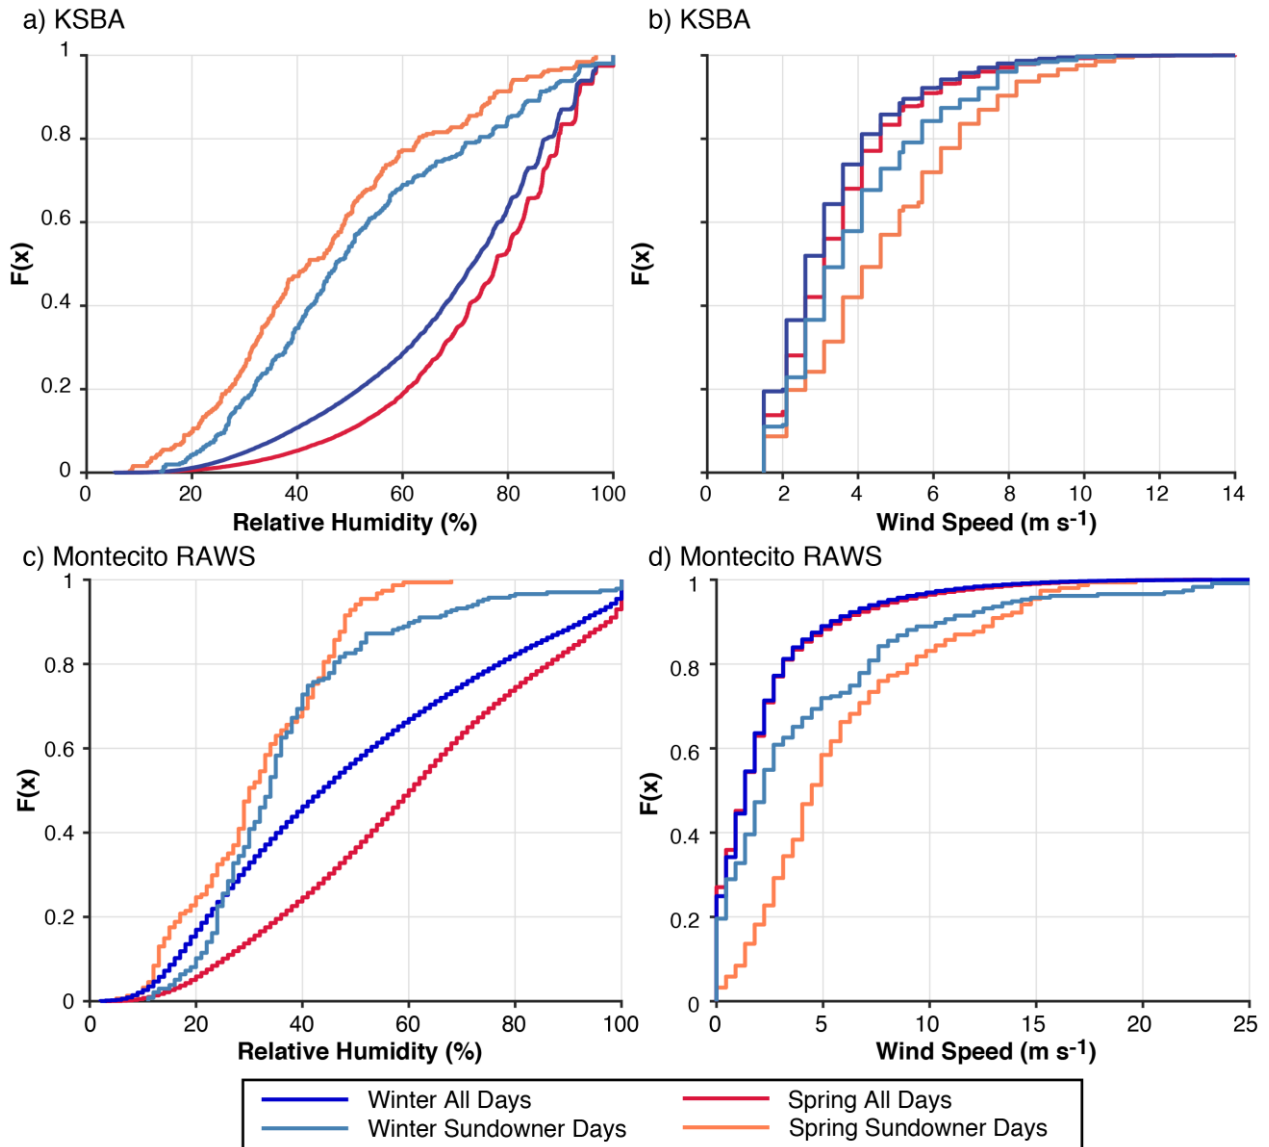 a) KSBA
b) KSBA
1
0.8
0.6
0.4
0.2
0
F(x)
F(x)
0 20 40 60 80 100
0 2 4 6 8 10 12 14
Relative Humidity (%)
Wind Speed (m s-1)
c) Montecito RAWS
d) Montecito RAWS
1
0.8
0.6
0.4
0.2
0
F(x)
1
0.8
0.6
0.4
0.2
0
F(x)
0 20 40 60 80 100
0 5 10 15 20 25
Relative Humidity (%)
Wind Speed (m s-1)
Winter All Days
Spring All Days
Winter Sundowner Days
Spring Sundowner Days